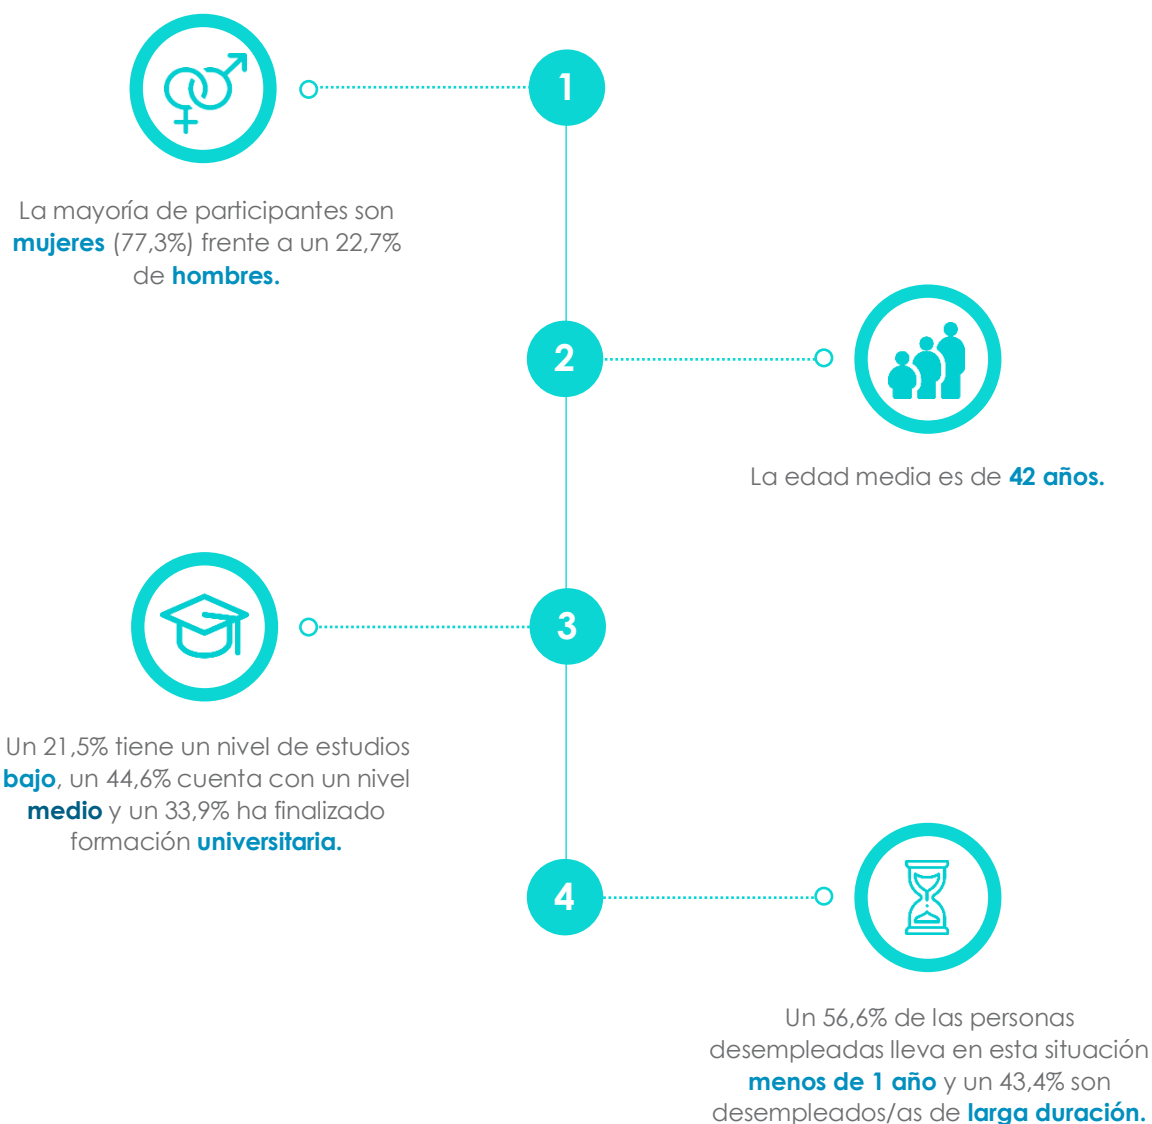 1
La mayoría de participantes son
mujeres (77,3%) frente a un 22,7%
de hombres.
2
La edad media es de 42 años.
3
Un 21,5% tiene un nivel de estudios
bajo, un 44,6% cuenta con un nivel
medio y un 33,9% ha finalizado
formación universitaria.
4
Un 56,6% de las personas
desempleadas lleva en esta situación
menos de 1 año y un 43,4% son
desempleados/as de larga duración.